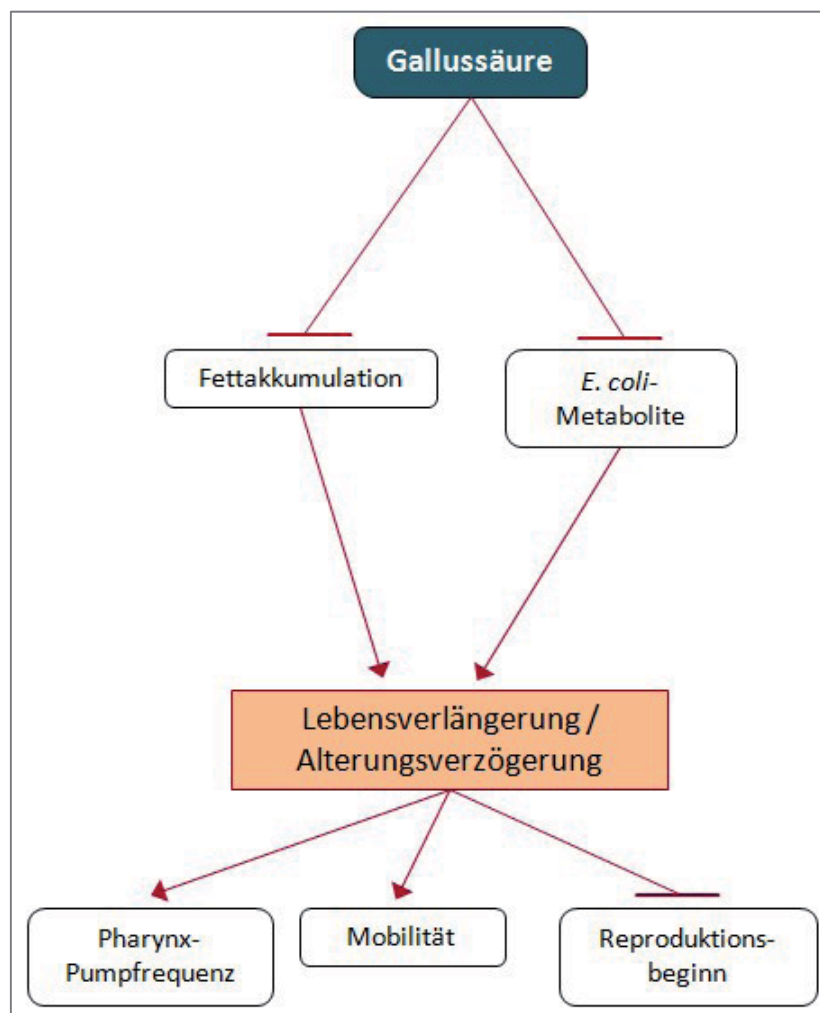 Gallussäure
Fettakkumulation
E. coli-
Metabolite
Lebensverlängerung /
Alterungsverzögerung
Pharynx-
Pumpfrequenz
Mobilität
Reproduktions-
beginn